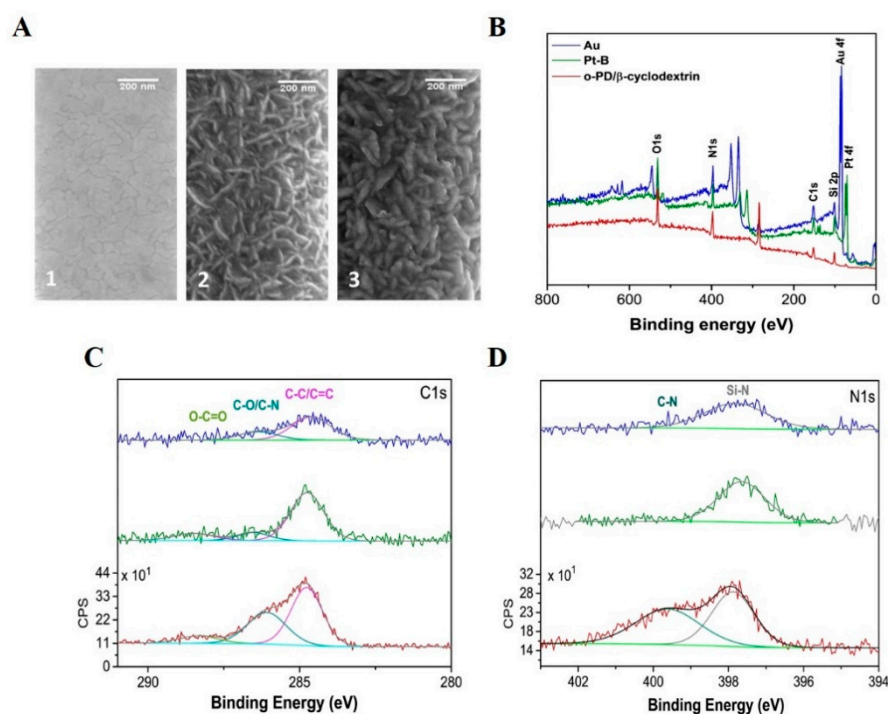 A
200 nm
1
200 nm
2
200 nm
3
B
Au
Pt-B
o-PD/β-cyclodextrin
O1s
N1s
C1s
Si 2p
Au 4f
Pt 4f
800 600 400 200 0
Binding energy (eV)
C
C1s
O-C=O
C-O/C-N
C-C/C=C
x 10¹
44
33
22
11
CPS
290 285 280
Binding Energy (eV)
D
N1s
C-N
Si-N
x 10¹
32
28
23
18
14
CPS
402 400 398 396 394
Binding Energy (eV)